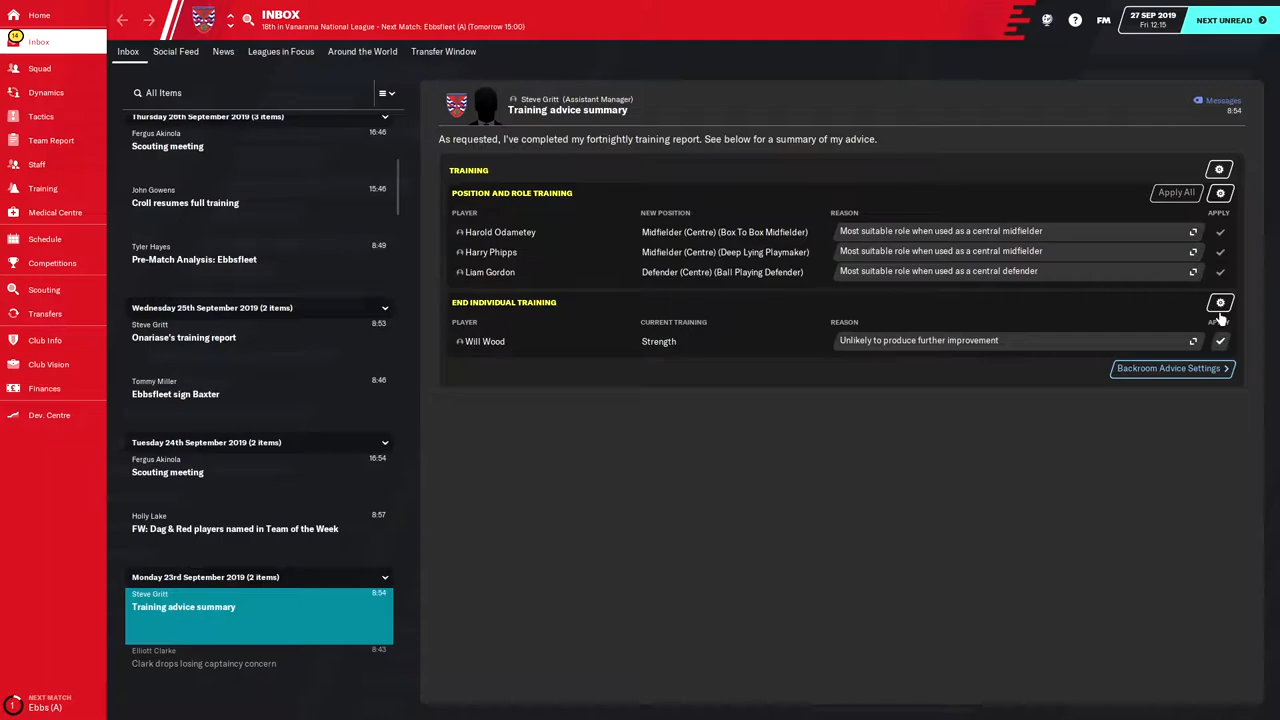 Home
14
Inbox
Squad
Dynamics
Tactics
Team Report
Staff
Training
Medical Centre
Schedule
Competitions
Scouting
Transfers
Club Info
Club Vision
Finances
Dev. Centre
1
NEXT MATCH
Ebbs (A)
INBOX
18th in Vanarama National League - Next Match: Ebbsfleet (A) (Tomorrow 15:00)
?
FM
27 SEP 2019
Fri 12:15
NEXT UNREAD
Inbox Social Feed News Leagues in Focus Around the World Transfer Window
All Items
Thursday 26th September 2019 (3 items)
Fergus Akinola 16:46
Scouting meeting
John Gowens 15:46
Croll resumes full training
Tyler Hayes 8:49
Pre-Match Analysis: Ebbsfleet
Wednesday 25th September 2019 (2 items)
Steve Gritt 8:53
Onariase's training report
Tommy Miller 8:46
Ebbsfleet sign Baxter
Tuesday 24th September 2019 (2 items)
Fergus Akinola 16:54
Scouting meeting
Holly Lake 8:57
FW: Dag & Red players named in Team of the Week
Monday 23rd September 2019 (2 items)
Steve Gritt 8:54
Training advice summary
Elliott Clarke 8:43
Clark drops losing captaincy concern
Steve Gritt (Assistant Manager)
Training advice summary
Messages
8:54
As requested, I've completed my fortnightly training report. See below for a summary of my advice.
TRAINING
POSITION AND ROLE TRAINING Apply All
PLAYER NEW POSITION REASON APPLY
Harold Odametey Midfielder (Centre) (Box To Box Midfielder) Most suitable role when used as a central midfielder
Harry Phipps Midfielder (Centre) (Deep Lying Playmaker) Most suitable role when used as a central midfielder
Liam Gordon Defender (Centre) (Ball Playing Defender) Most suitable role when used as a central defender
END INDIVIDUAL TRAINING
PLAYER CURRENT TRAINING REASON
Will Wood Strength Unlikely to produce further improvement
Backroom Advice Settings